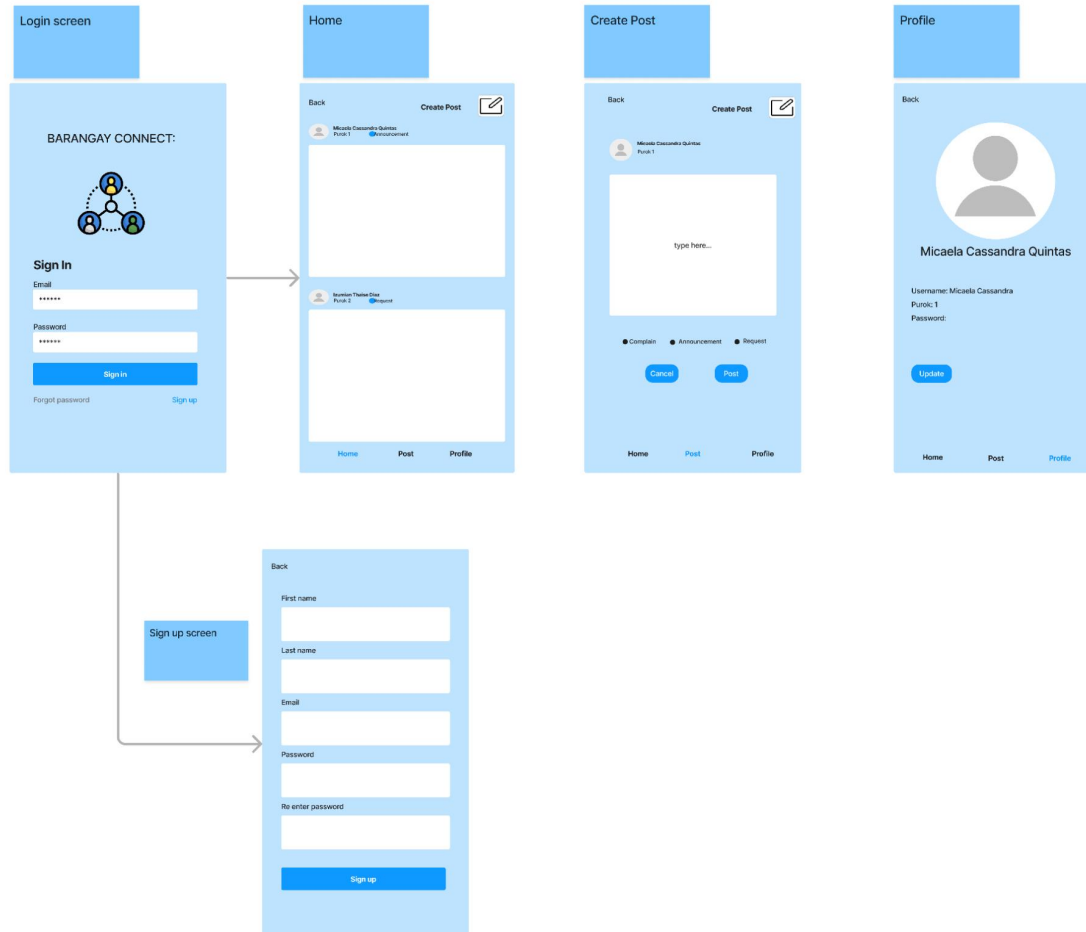 Login screen
BARANGAY CONNECT:
Sign In
Email
******
Password
******
Sign in
Forgot password Sign up
Home
Back
Create Post
Micaela Cassandra Quintas
Purok 1 Announcement
Purok 2 Request
Home Post Profile
Create Post
Back
Create Post
Micaela Cassandra Quintas
Purok 1
type here...
Complain Announcement Request
Cancel Post
Home Post Profile
Profile
Back
Micaela Cassandra Quintas
Username: Micaela Cassandra
Purok: 1
Password:
Update
Home Post Profile
Sign up screen
Back
First name
Last name
Email
Password
Re enter password
Sign up